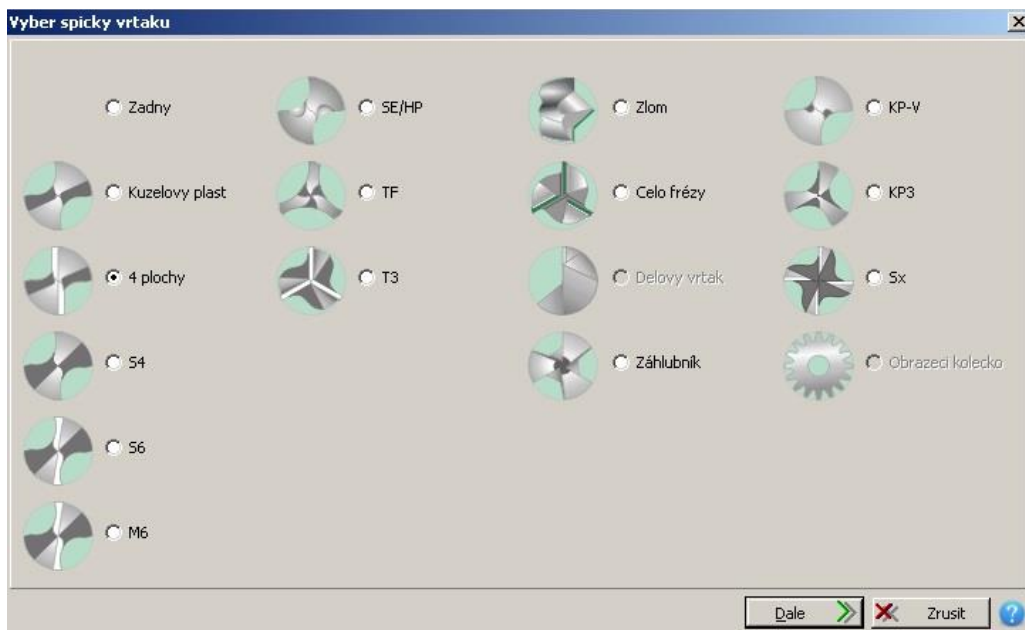 Vyber spicky vrtaku
Zadny
SE/HP
Zlom
KP-V
Kuzelovy plast
TF
Celo frézy
KP3
4 plochy
T3
Delovy vrtak
Sx
S4
Záhlubník
Obrazeci kolecko
S6
M6
Dale
Zrusit
?